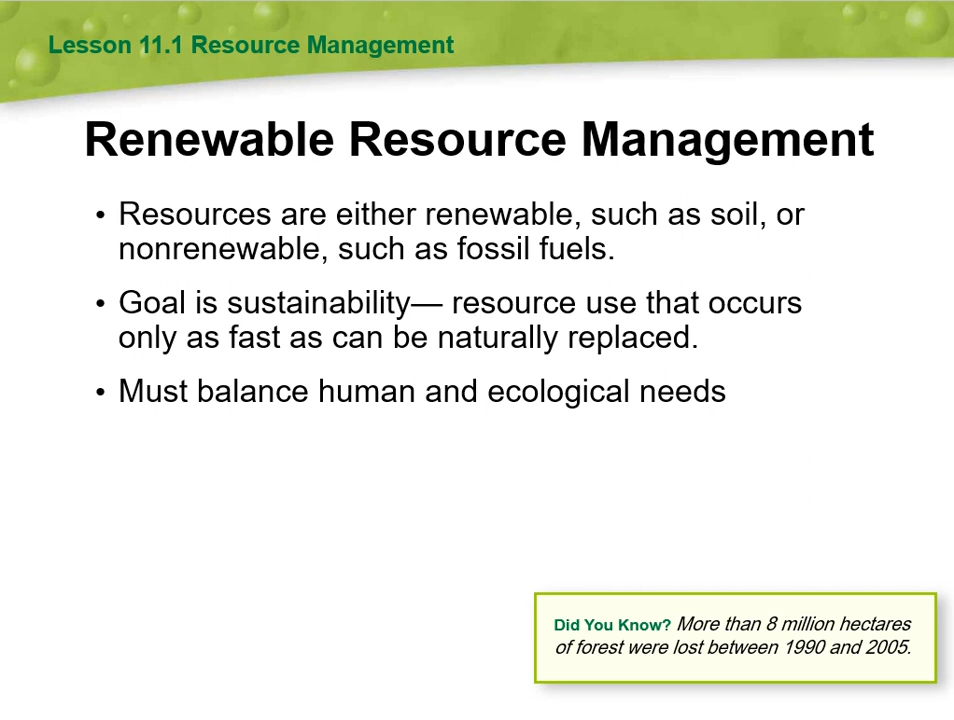 Lesson 11.1 Resource Management
Renewable Resource Management
• Resources are either renewable, such as soil, or
nonrenewable, such as fossil fuels.
• Goal is sustainability— resource use that occurs
only as fast as can be naturally replaced.
• Must balance human and ecological needs
Did You Know? More than 8 million hectares
of forest were lost between 1990 and 2005.